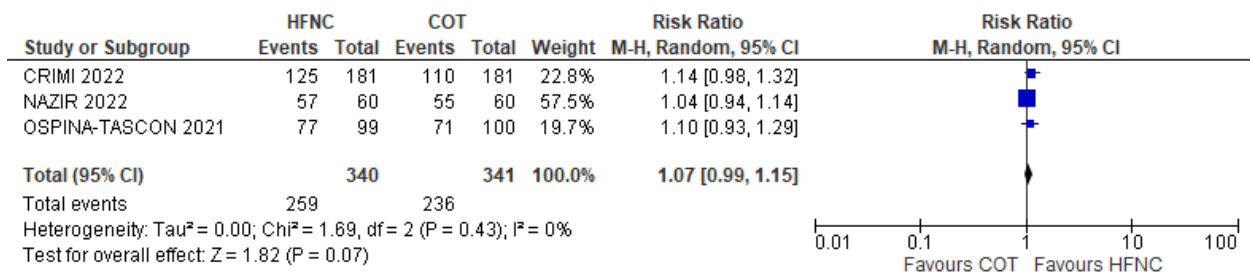 HFNC COT Risk Ratio Risk Ratio
Study or Subgroup Events Total Events Total Weight M-H, Random, 95% CI M-H, Random, 95% CI
CRIMI 2022 125 181 110 181 22.8% 1.14 [0.98, 1.32]
NAZIR 2022 57 60 55 60 57.5% 1.04 [0.94, 1.14]
OSPINA-TASCON 2021 77 99 71 100 19.7% 1.10 [0.93, 1.29]
Total (95% CI) 340 341 100.0% 1.07 [0.99, 1.15]
Total events 259 236
Heterogeneity: Tau² = 0.00; Chi² = 1.69, df = 2 (P = 0.43); I² = 0%
Test for overall effect: Z = 1.82 (P = 0.07)
0.01 0.1 1 10 100
Favours COT Favours HFNC